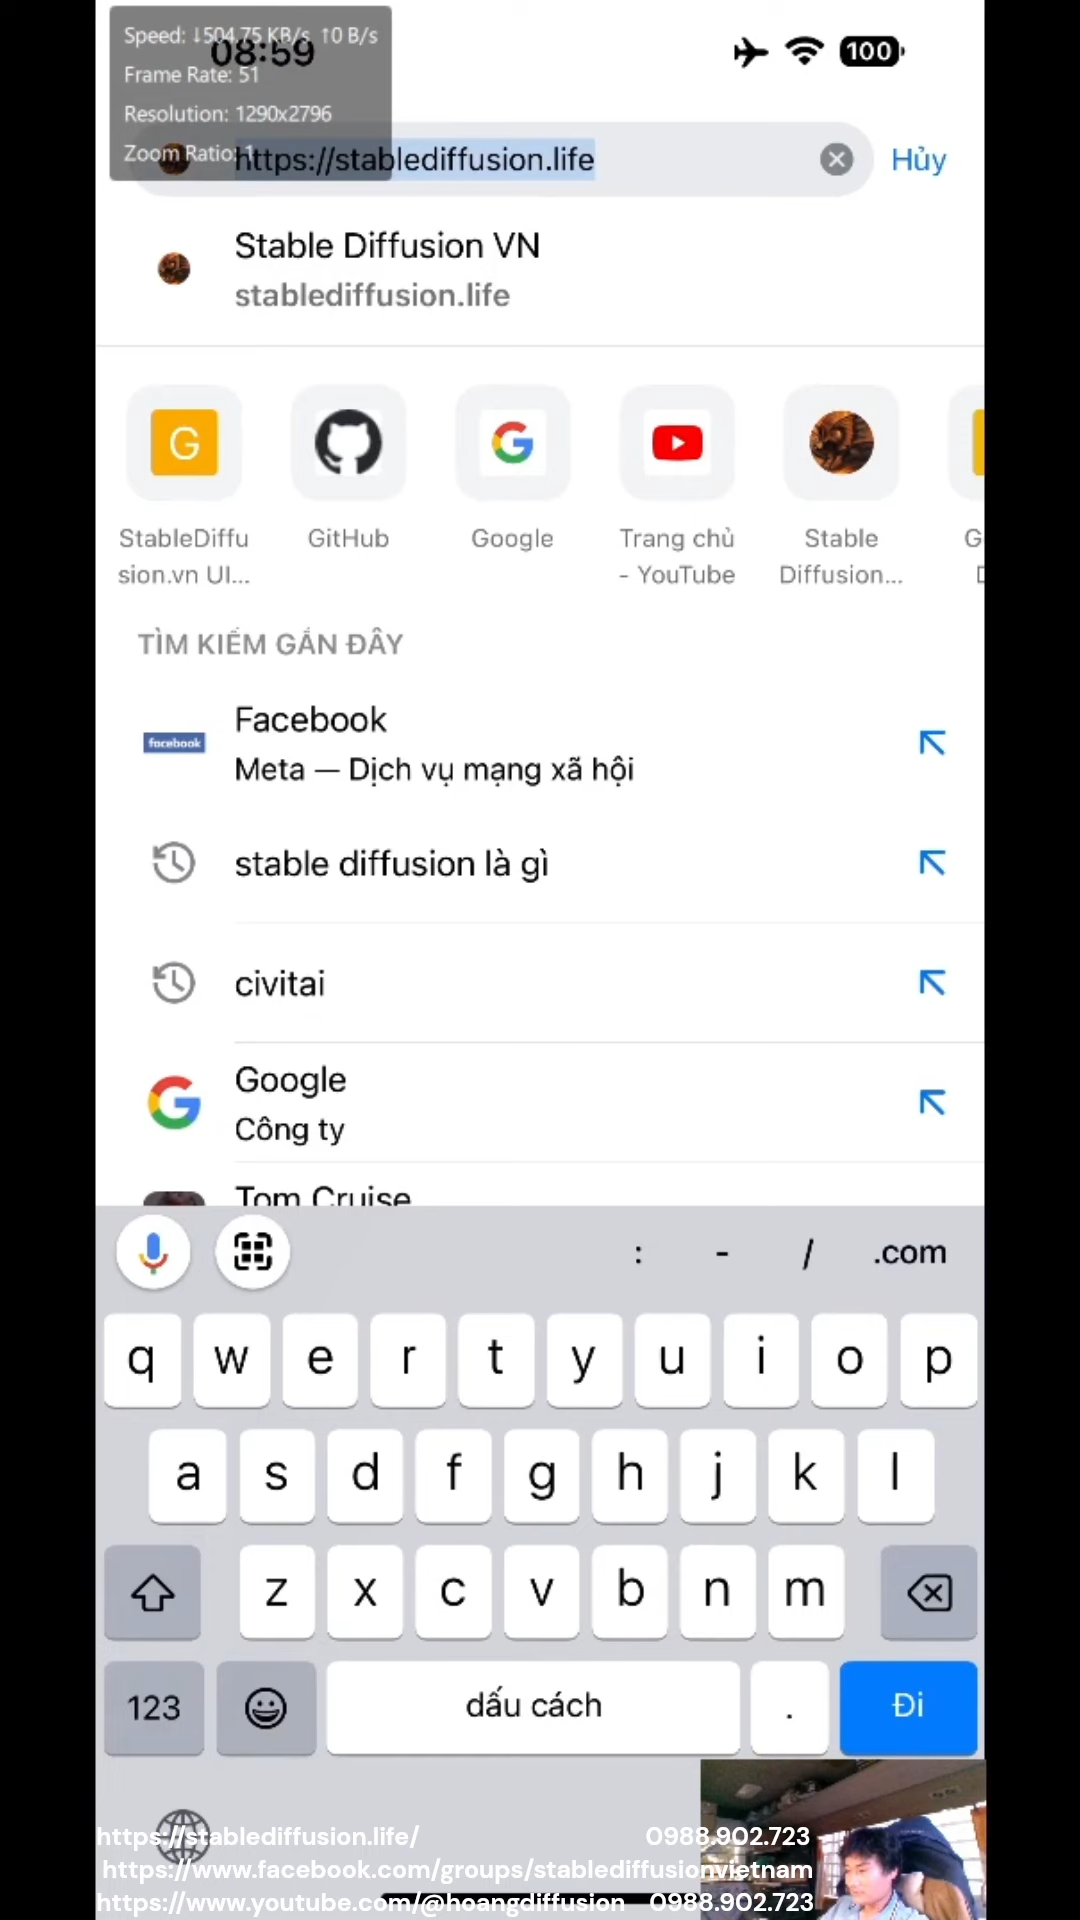 Speed: ↓504.75 KB/s ↑0 B/s
08:59
100
Frame Rate: 51
Resolution: 1290x2796
Zoom Ratio: 1
https://stablediffusion.life
Hủy
Stable Diffusion VN
stablediffusion.life
G
StableDiffu
sion.vn UI...
GitHub
Google
Trang chủ
- YouTube
Stable
Diffusion...
G
TÌM KIẾM GẦN ĐÂY
facebook
Facebook
Meta — Dịch vụ mạng xã hội
stable diffusion là gì
civitai
Google
Công ty
Tom Cruise
: - / .com
q w e r t y u i o p
a s d f g h j k l
z x c v b n m
123 dấu cách . Đi
https://stablediffusion.life/ 0988.902.723
https://www.facebook.com/groups/stablediffusionvietnam
https://www.youtube.com/@hoangdiffusion 0988.902.723